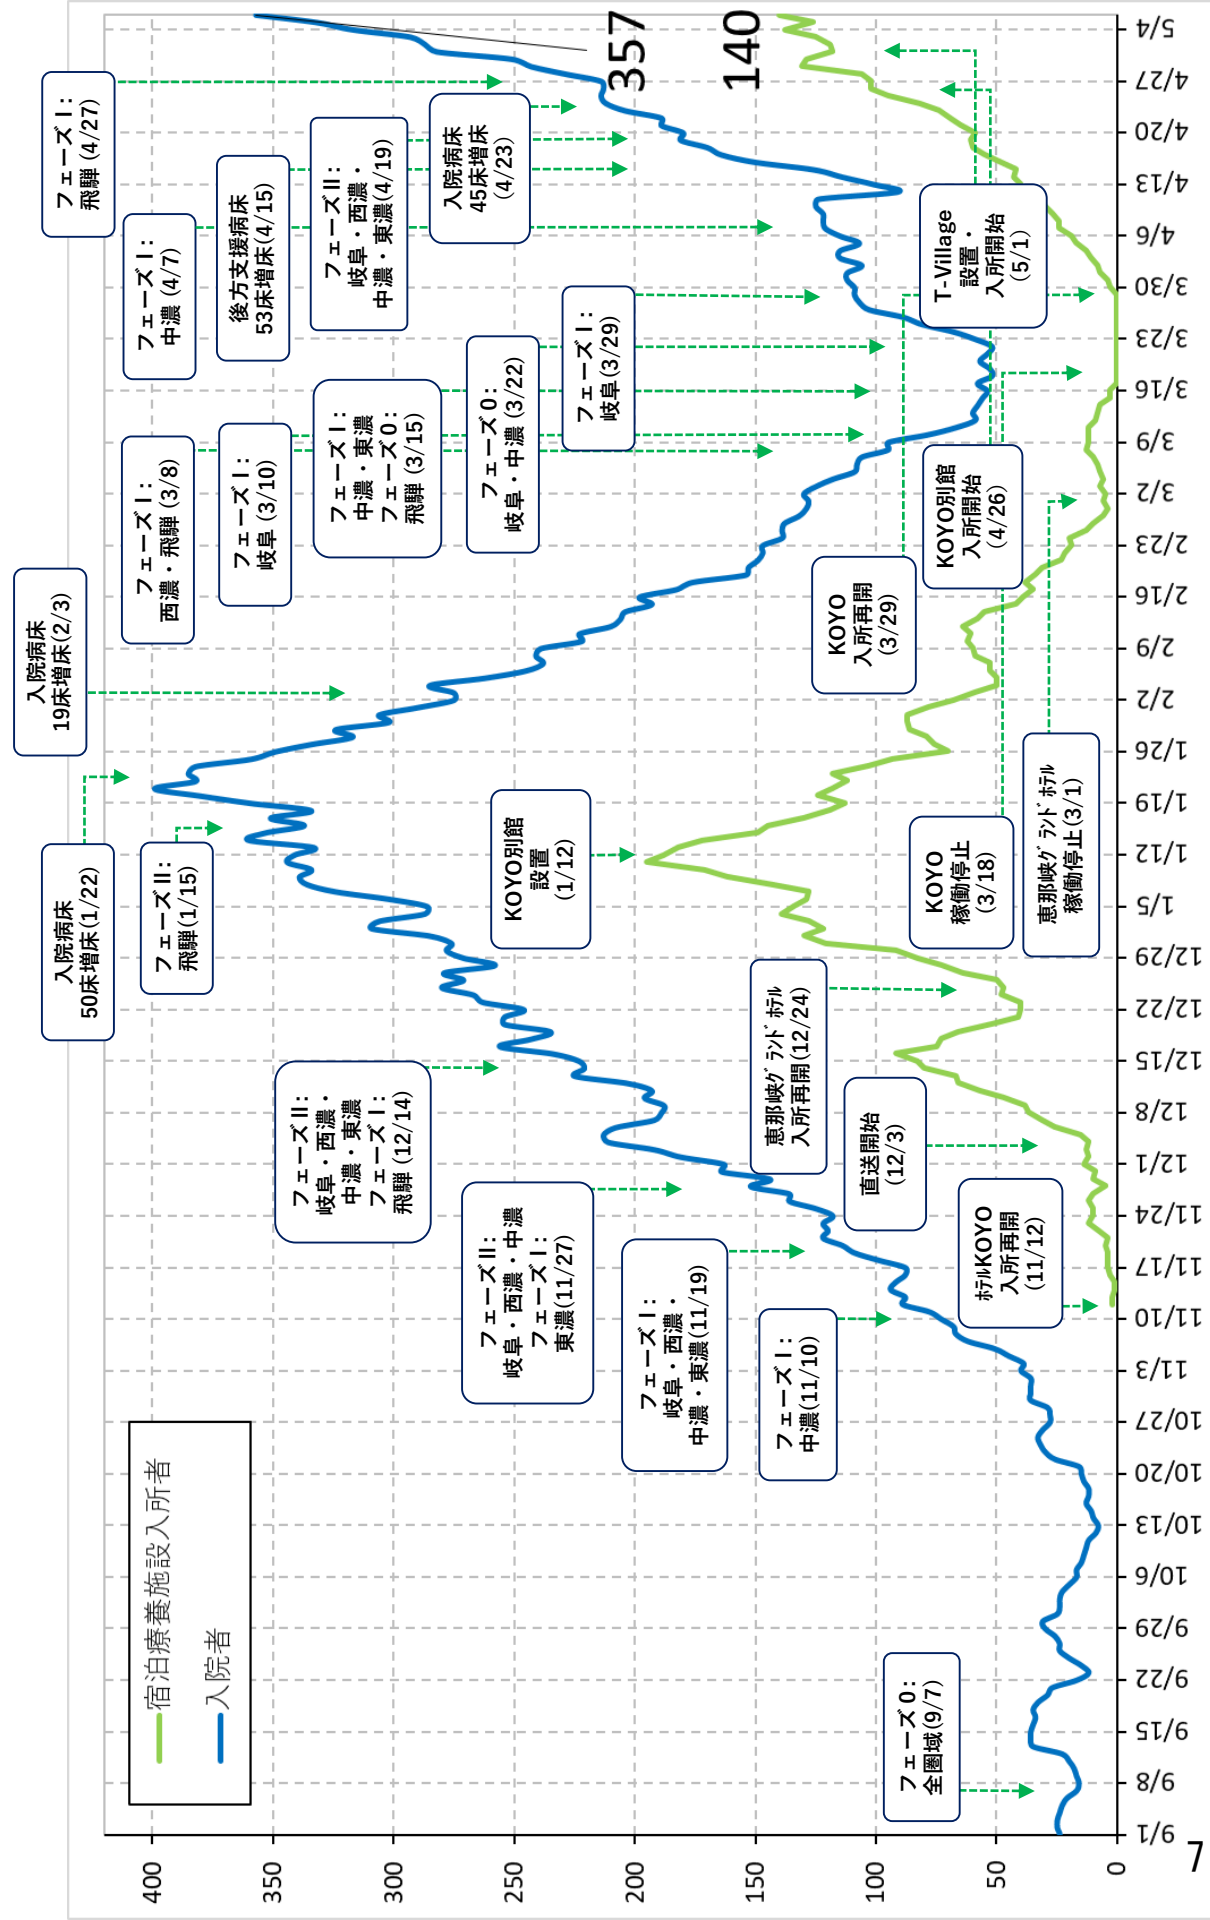 宿泊療養施設入所者
入院者
400
350
300
250
200
150
100
50
0
9/1
9/8
9/15
9/22
9/29
10/6
10/13
10/20
10/27
11/3
11/10
11/17
11/24
12/1
12/8
12/15
12/22
12/29
1/5
1/12
1/19
1/26
2/2
2/9
2/16
2/23
3/2
3/9
3/16
3/23
3/30
4/6
4/13
4/20
4/27
5/4
フェーズ0:
全圏域(9/7)
フェーズⅠ:
中濃(11/10)
フェーズⅠ:
岐阜・西濃・
中濃・東濃(11/19)
フェーズⅡ:
岐阜・西濃・中濃
フェーズⅠ:
東濃(11/27)
フェーズⅡ:
岐阜・西濃・
中濃・東濃
フェーズⅠ:
飛騨(12/14)
ﾎﾃﾙKOYO
入所再開
(11/12)
直送開始
(12/3)
恵那峡ｸﾞﾗﾝﾄﾞﾎﾃﾙ
入所再開(12/24)
入院病床
50床増床(1/22)
フェーズⅡ:
飛騨(1/15)
KOYO別館
設置
(1/12)
KOYO
稼働停止
(3/18)
恵那峡ｸﾞﾗﾝﾄﾞﾎﾃﾙ
稼働停止(3/1)
入院病床
19床増床(2/3)
フェーズⅠ:
西濃・飛騨(3/8)
フェーズⅠ:
岐阜(3/10)
フェーズⅠ:
中濃・東濃
フェーズ0:
飛騨(3/15)
フェーズ0:
岐阜・中濃(3/22)
フェーズⅠ:
岐阜(3/29)
KOYO
入所再開
(3/29)
KOYO別館
入所開始
(4/26)
T-Village
設置・
入所開始
(5/1)
フェーズⅠ:
中濃(4/7)
後方支援病床
53床増床(4/15)
フェーズⅡ:
岐阜・西濃・
中濃・東濃(4/19)
入院病床
45床増床
(4/23)
フェーズⅠ:
飛騨(4/27)
357
140
7